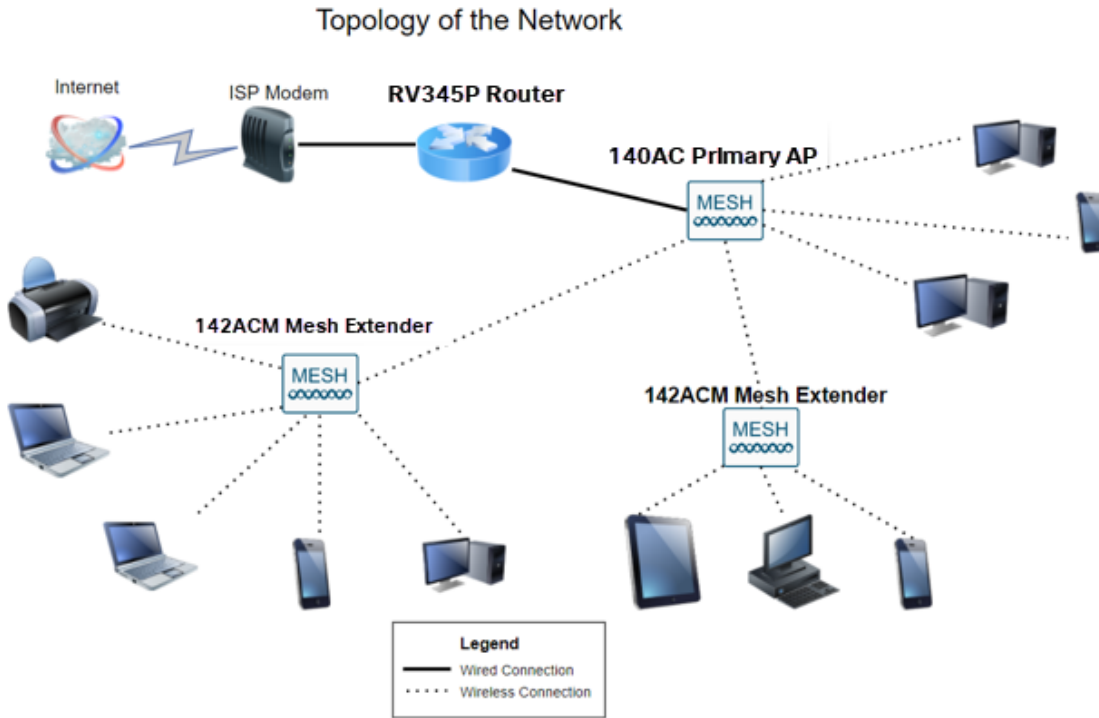 Topology of the Network
Internet
ISP Modem
RV345P Router
140AC Primary AP
MESH
142ACM Mesh Extender
MESH
142ACM Mesh Extender
MESH
Legend
Wired Connection
Wireless Connection